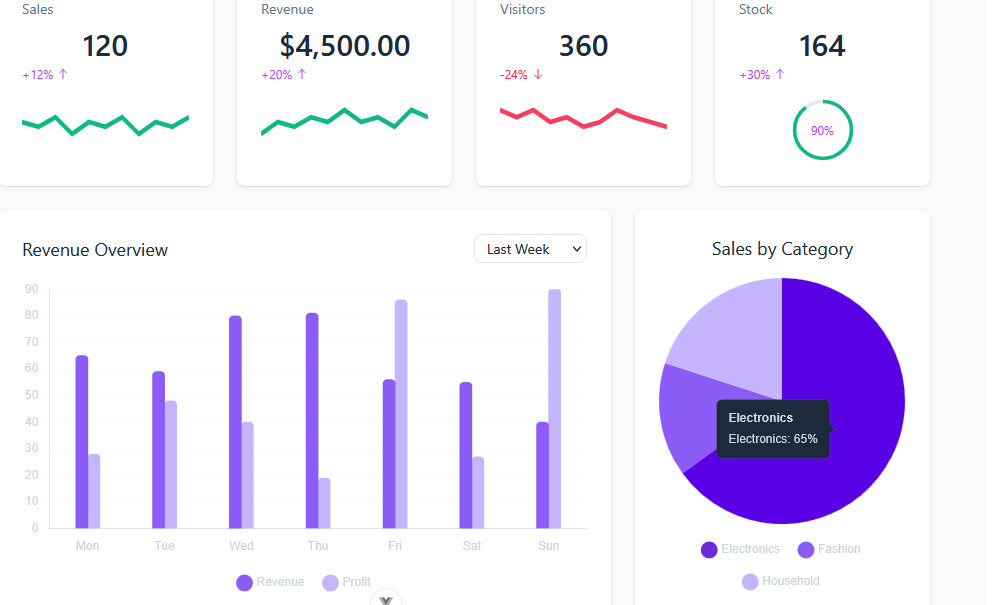 Sales
120
+12% ↑
Revenue
$4,500.00
+20% ↑
Visitors
360
-24% ↓
Stock
164
+30% ↑
90%
Revenue Overview
Last Week
90
80
70
60
50
40
30
20
10
0
Mon Tue Wed Thu Fri Sat Sun
Revenue Profit
Sales by Category
Electronics
Electronics: 65%
Electronics Fashion
Household